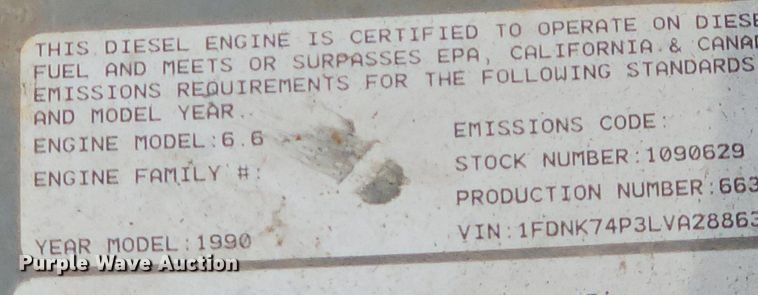 THIS DIESEL ENGINE IS CERTIFIED TO OPERATE ON DIESE
FUEL AND MEETS OR SURPASSES EPA, CALIFORNIA & CANAD
EMISSIONS REQUIREMENTS FOR THE FOLLOWING STANDARDS
AND MODEL YEAR.
ENGINE MODEL:6.6
ENGINE FAMILY #:
YEAR MODEL:1990
EMISSIONS CODE:
STOCK NUMBER:1090629
PRODUCTION NUMBER:663
VIN:1FDNK74P3LVA28863
Purple Wave Auction